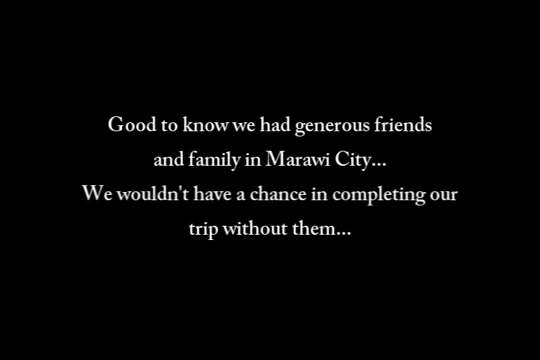 Good to know we had generous friends
and family in Marawi City...
We wouldn't have a chance in completing our
trip without them...